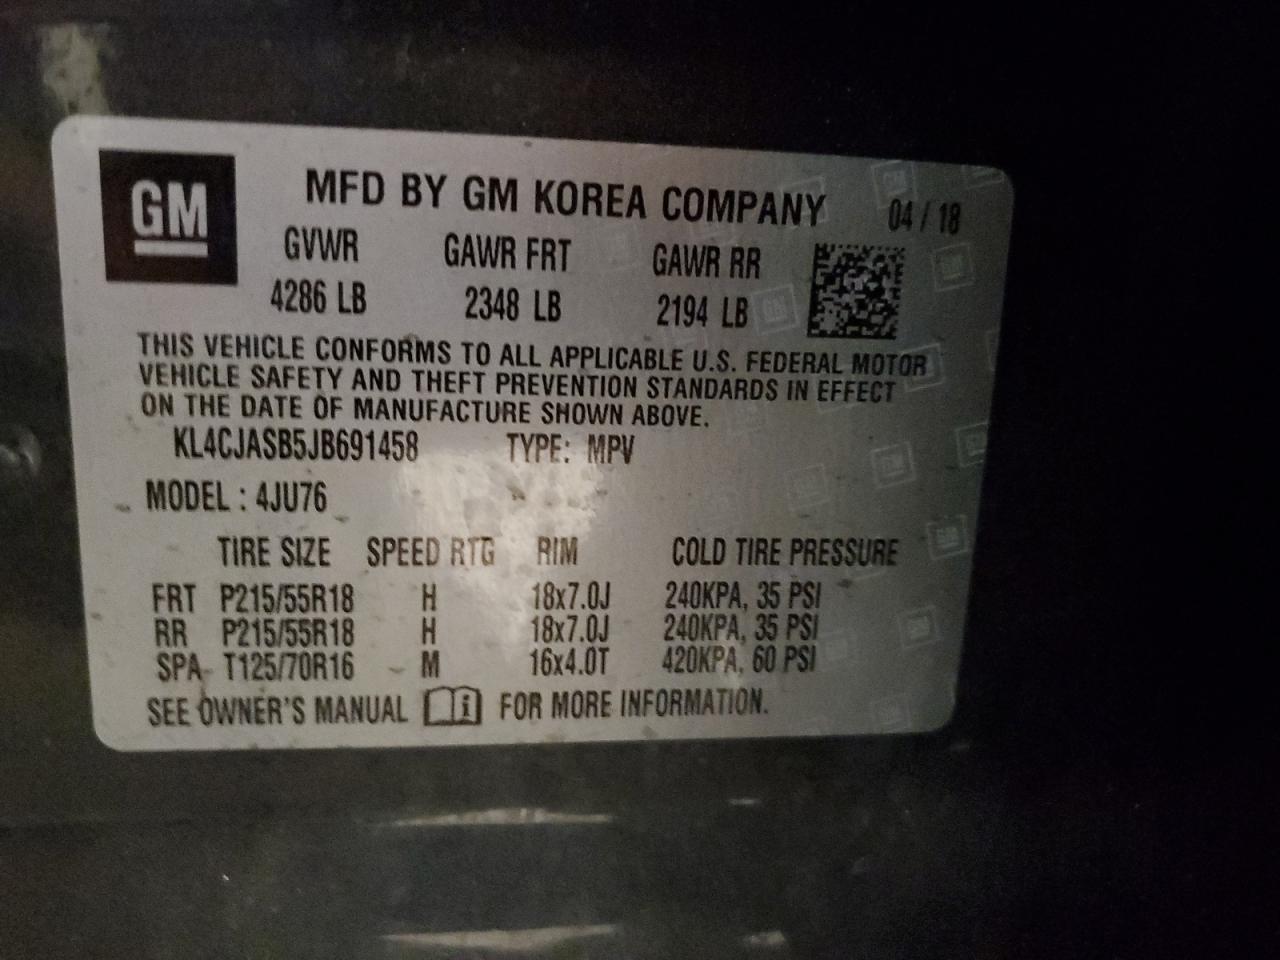 GM
MFD BY GM KOREA COMPANY 04 / 18
GVWR GAWR FRT GAWR RR
4286 LB 2348 LB 2194 LB
THIS VEHICLE CONFORMS TO ALL APPLICABLE U.S. FEDERAL MOTOR
VEHICLE SAFETY AND THEFT PREVENTION STANDARDS IN EFFECT
ON THE DATE OF MANUFACTURE SHOWN ABOVE.
KL4CJASB5JB691458 TYPE: MPV
MODEL : 4JU76
TIRE SIZE SPEED RTG RIM COLD TIRE PRESSURE
FRT P215/55R18 H 18x7.0J 240KPA, 35 PSI
RR P215/55R18 H 18x7.0J 240KPA, 35 PSI
SPA T125/70R16 M 16x4.0T 420KPA, 60 PSI
SEE OWNER'S MANUAL i FOR MORE INFORMATION.